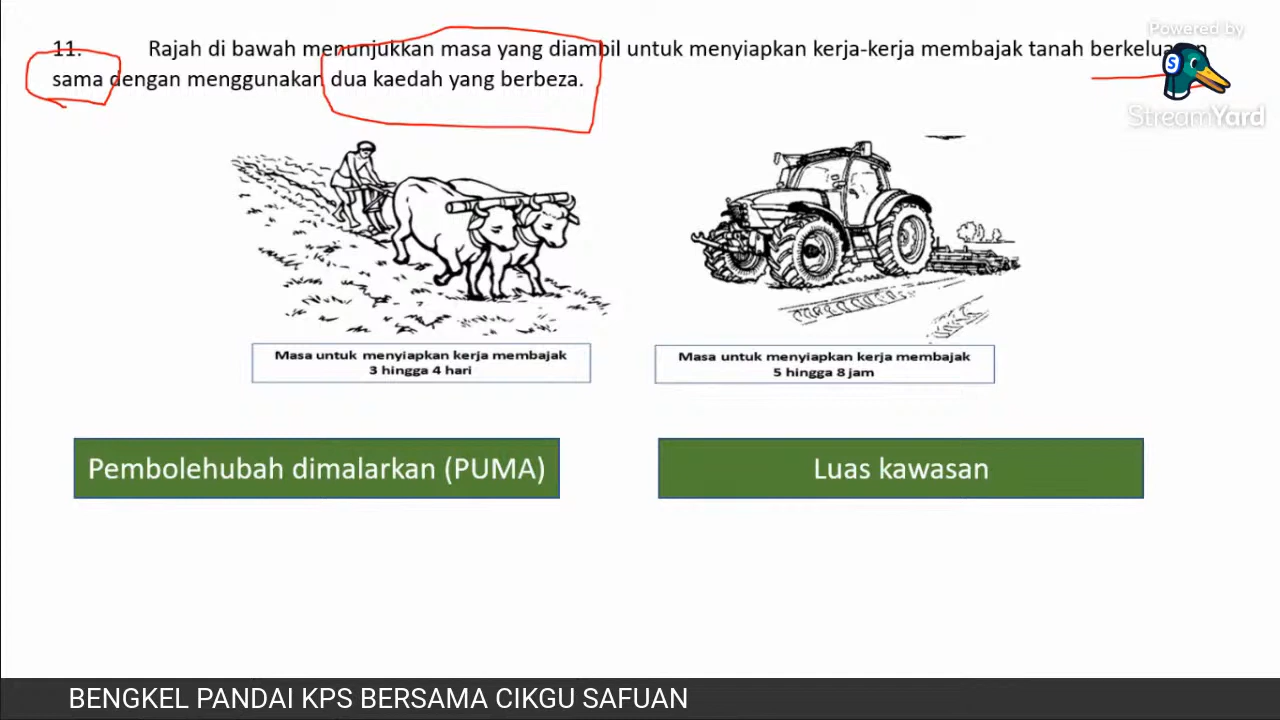 Powered by
11. Rajah di bawah menunjukkan masa yang diambil untuk menyiapkan kerja-kerja membajak tanah
sama dengan menggunakan dua kaedah yang berbeza.
StreamYard
Masa untuk menyiapkan kerja membajak
3 hingga 4 hari
Masa untuk menyiapkan kerja membajak
5 hingga 8 jam
Pembolehubah dimalarkan (PUMA)
Luas kawasan
BENGKEL PANDAI KPS BERSAMA CIKGU SAFUAN